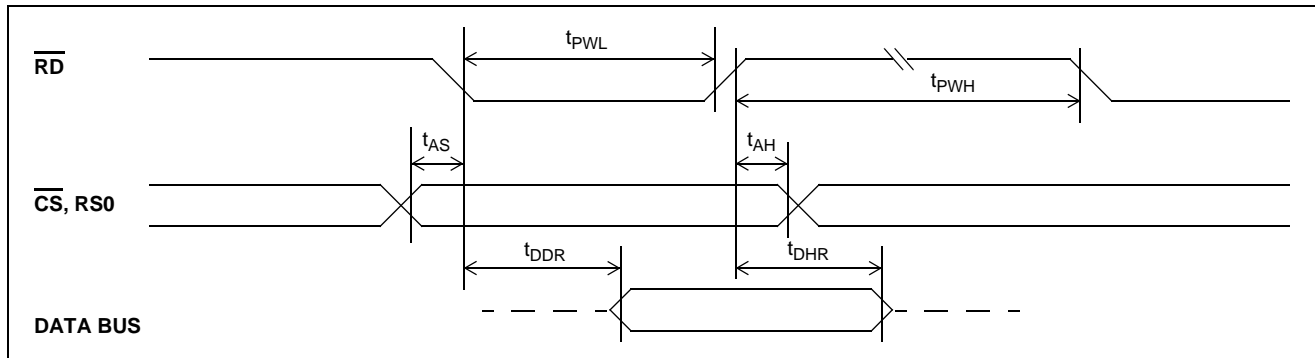 t_PWL
RD
t_PWH
t_AS
t_AH
CS, RS0
t_DDR
t_DHR
DATA BUS